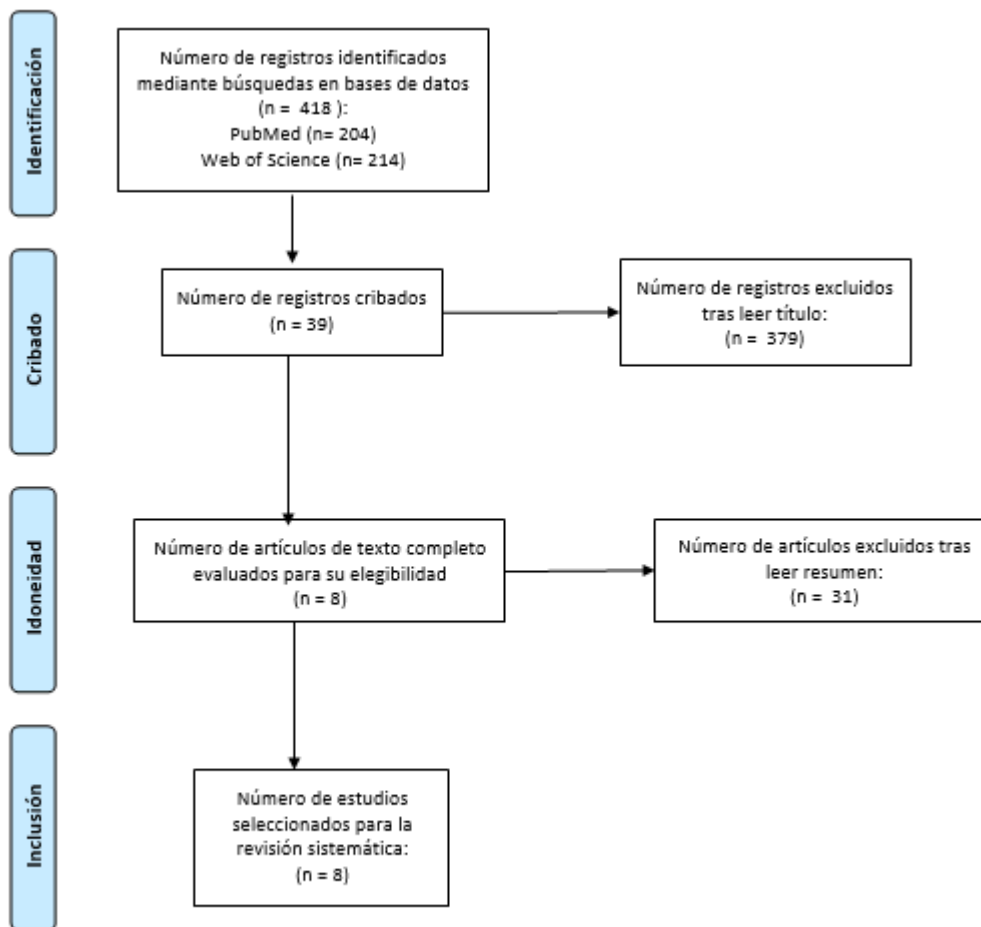 Identificación
Número de registros identificados
mediante búsquedas en bases de datos
(n =  418 ):
PubMed (n= 204)
Web of Science (n= 214)
Cribado
Número de registros cribados
(n = 39)
Número de registros excluidos
tras leer título:
(n =  379)
Idoneidad
Número de artículos de texto completo
evaluados para su elegibilidad
(n = 8)
Número de artículos excluidos tras
leer resumen:
(n =  31)
Inclusión
Número de estudios
seleccionados para la
revisión sistemática:
(n = 8)